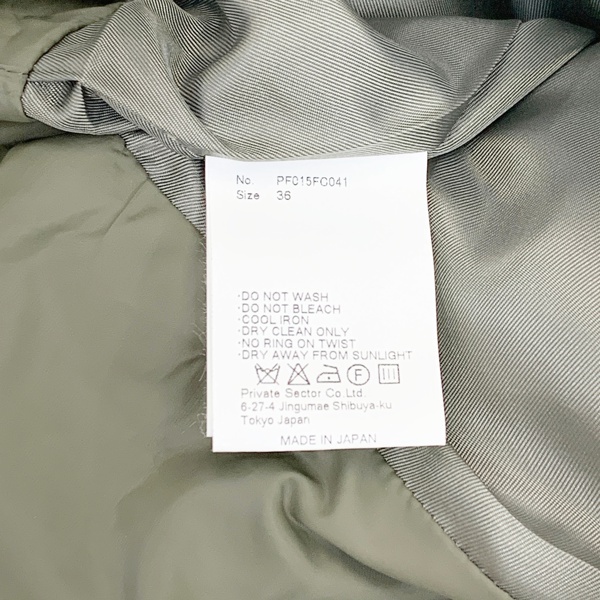 No. PF015FC041
Size 36
·DO NOT WASH
·DO NOT BLEACH
·COOL IRON
·DRY CLEAN ONLY
·NO RING ON TWIST
·DRY AWAY FROM SUNLIGHT
F
Private Sector Co.Ltd.
6-27-4 Jingumae Shibuya-ku
Tokyo Japan
MADE IN JAPAN